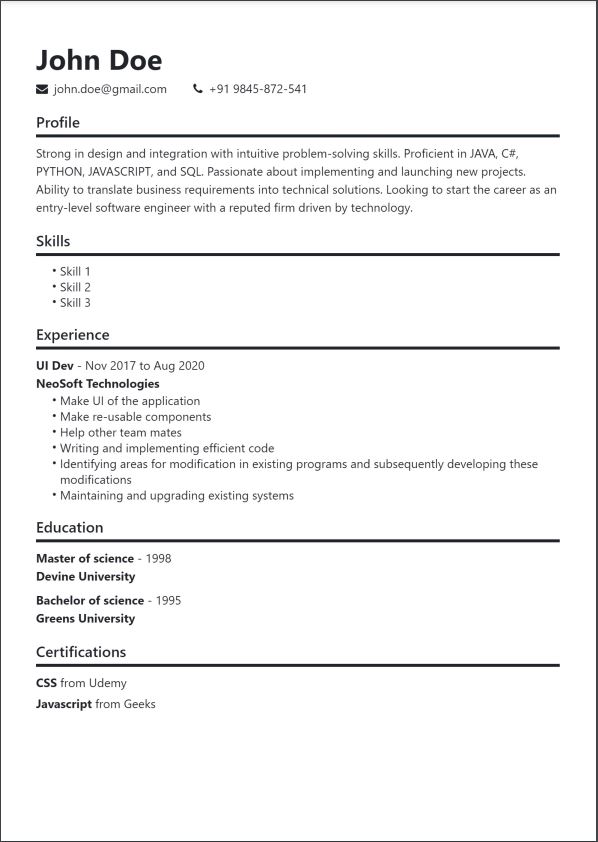 John Doe
john.doe@gmail.com +91 9845-872-541
Profile
Strong in design and integration with intuitive problem-solving skills. Proficient in JAVA, C#,
PYTHON, JAVASCRIPT, and SQL. Passionate about implementing and launching new projects.
Ability to translate business requirements into technical solutions. Looking to start the career as an
entry-level software engineer with a reputed firm driven by technology.
Skills
• Skill 1
• Skill 2
• Skill 3
Experience
UI Dev - Nov 2017 to Aug 2020
NeoSoft Technologies
• Make UI of the application
• Make re-usable components
• Help other team mates
• Writing and implementing efficient code
• Identifying areas for modification in existing programs and subsequently developing these
modifications
• Maintaining and upgrading existing systems
Education
Master of science - 1998
Devine University
Bachelor of science - 1995
Greens University
Certifications
CSS from Udemy
Javascript from Geeks